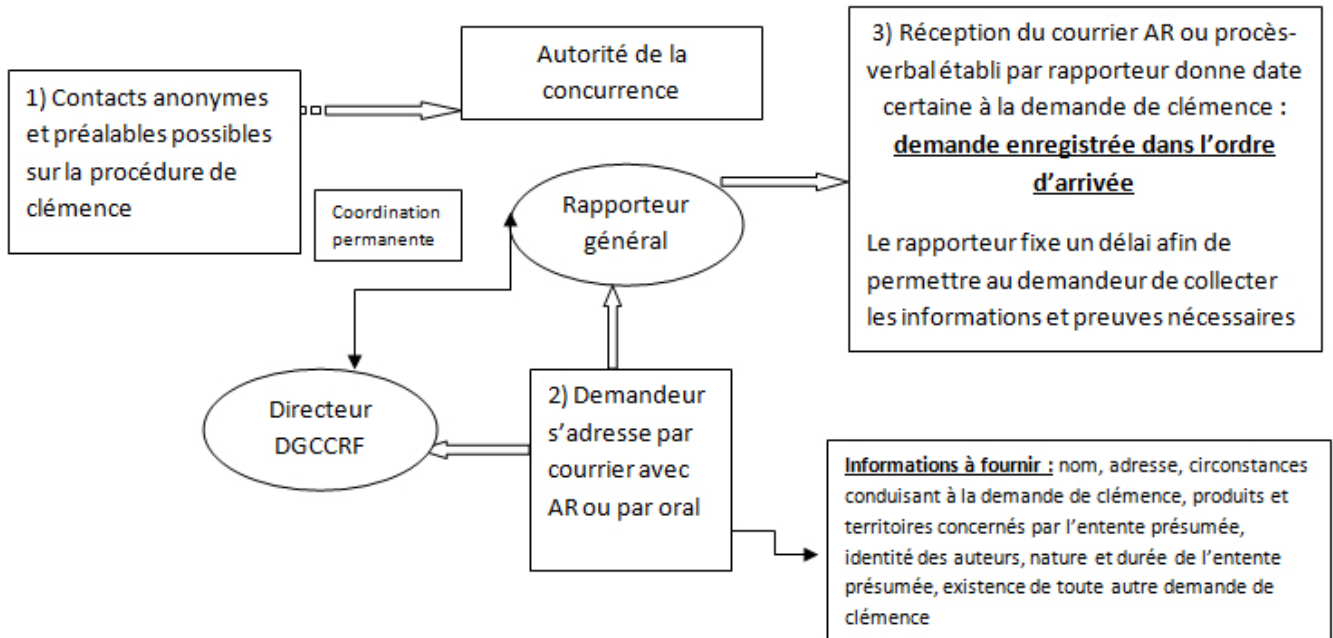 1) Contacts anonymes
et préalables possibles
sur la procédure de
clémence
Autorité de la
concurrence
Coordination
permanente
Rapporteur
général
3) Réception du courrier AR ou procès-
verbal établi par rapporteur donne date
certaine à la demande de clémence :
demande enregistrée dans l’ordre
d’arrivée
Le rapporteur fixe un délai afin de
permettre au demandeur de collecter
les informations et preuves nécessaires
Directeur
DGCCRF
2) Demandeur
s’adresse par
courrier avec
AR ou par oral
Informations à fournir : nom, adresse, circonstances
conduisant à la demande de clémence, produits et
territoires concernés par l’entente présumée,
identité des auteurs, nature et durée de l’entente
présumée, existence de toute autre demande de
clémence